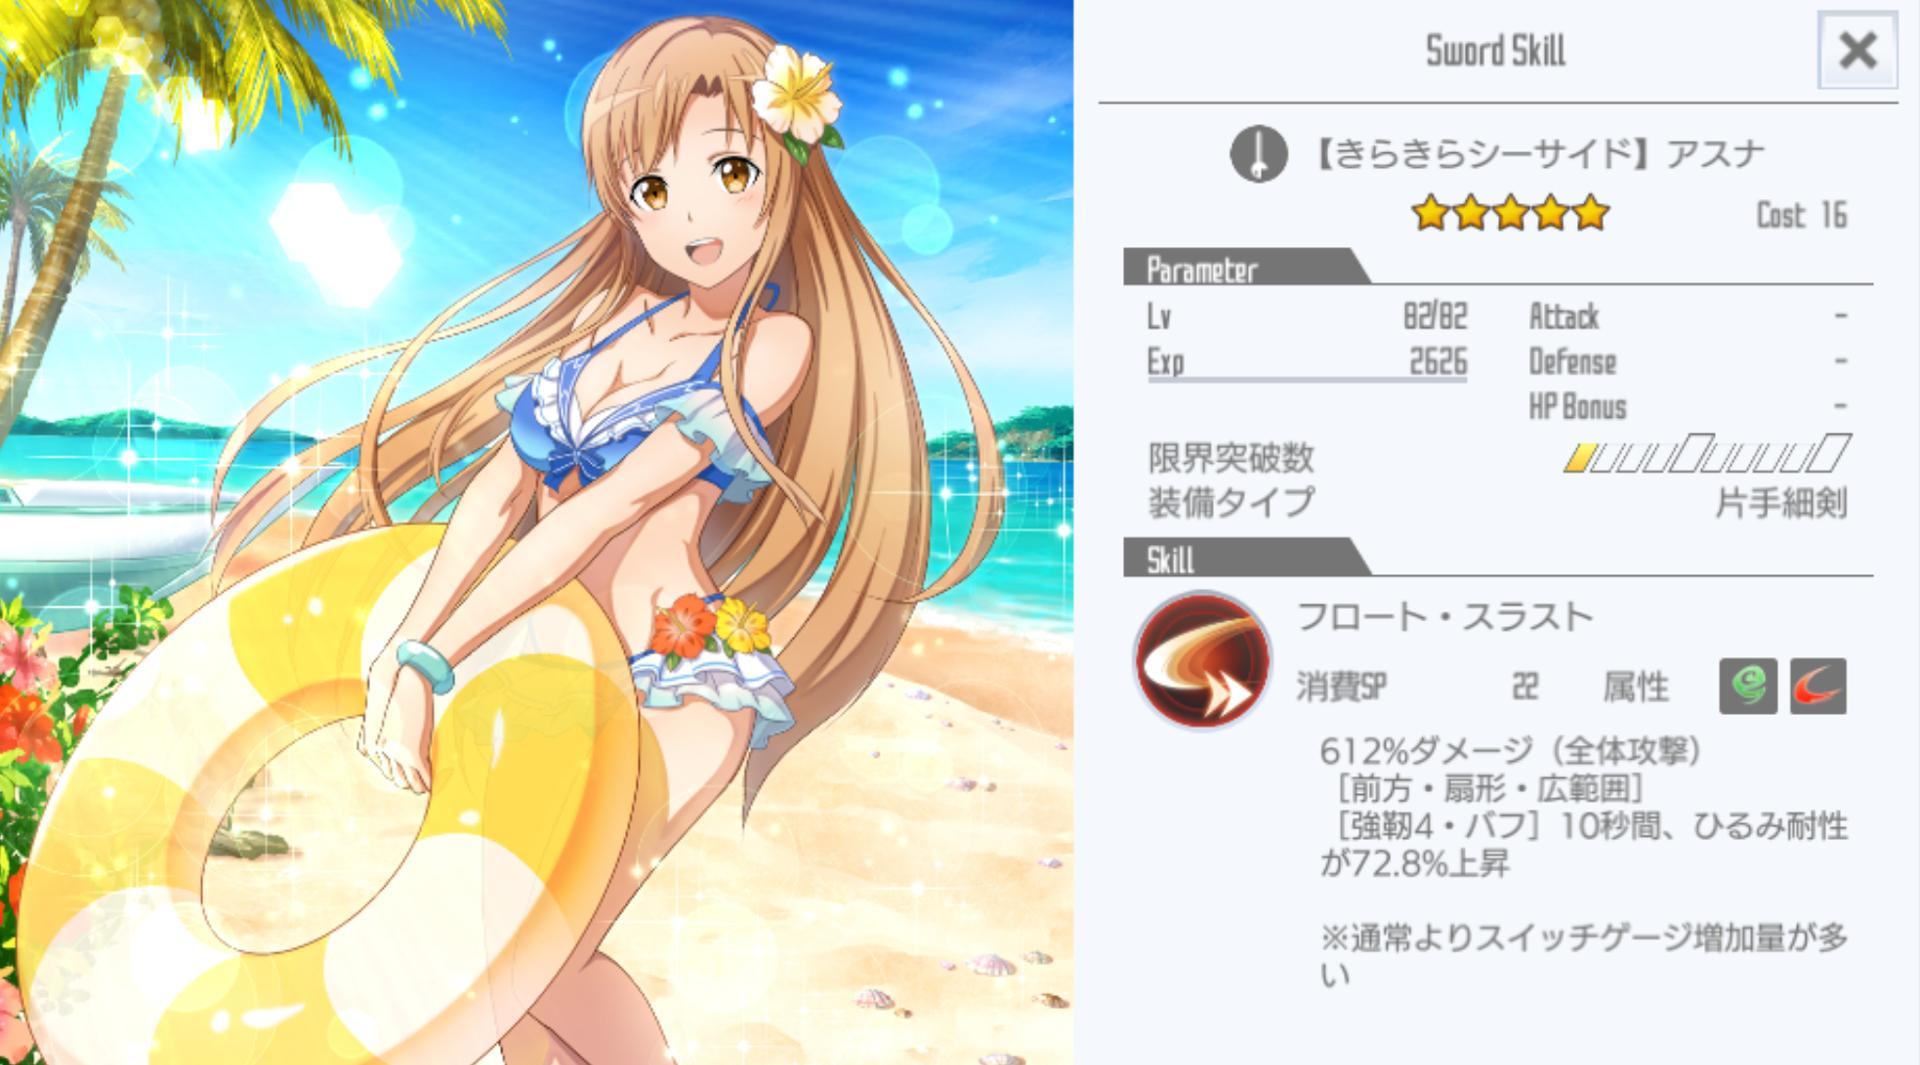 Sword Skill
【きらきらシーサイド】アスナ
Cost 16
Parameter
Lv 82/82 Attack -
Exp 2626 Defense -
HP Bonus -
限界突破数
装備タイプ 片手細剣
Skill
フロート・スラスト
消費SP 22 属性
612%ダメージ（全体攻撃）
［前方・扇形・広範囲］
［強靭4・バフ］10秒間、ひるみ耐性
が72.8%上昇
※通常よりスイッチゲージ増加量が多
い